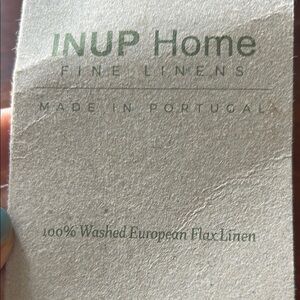 INUP Home
FINE LINENS
MADE IN PORTUGAL
100% Washed European Flax Linen